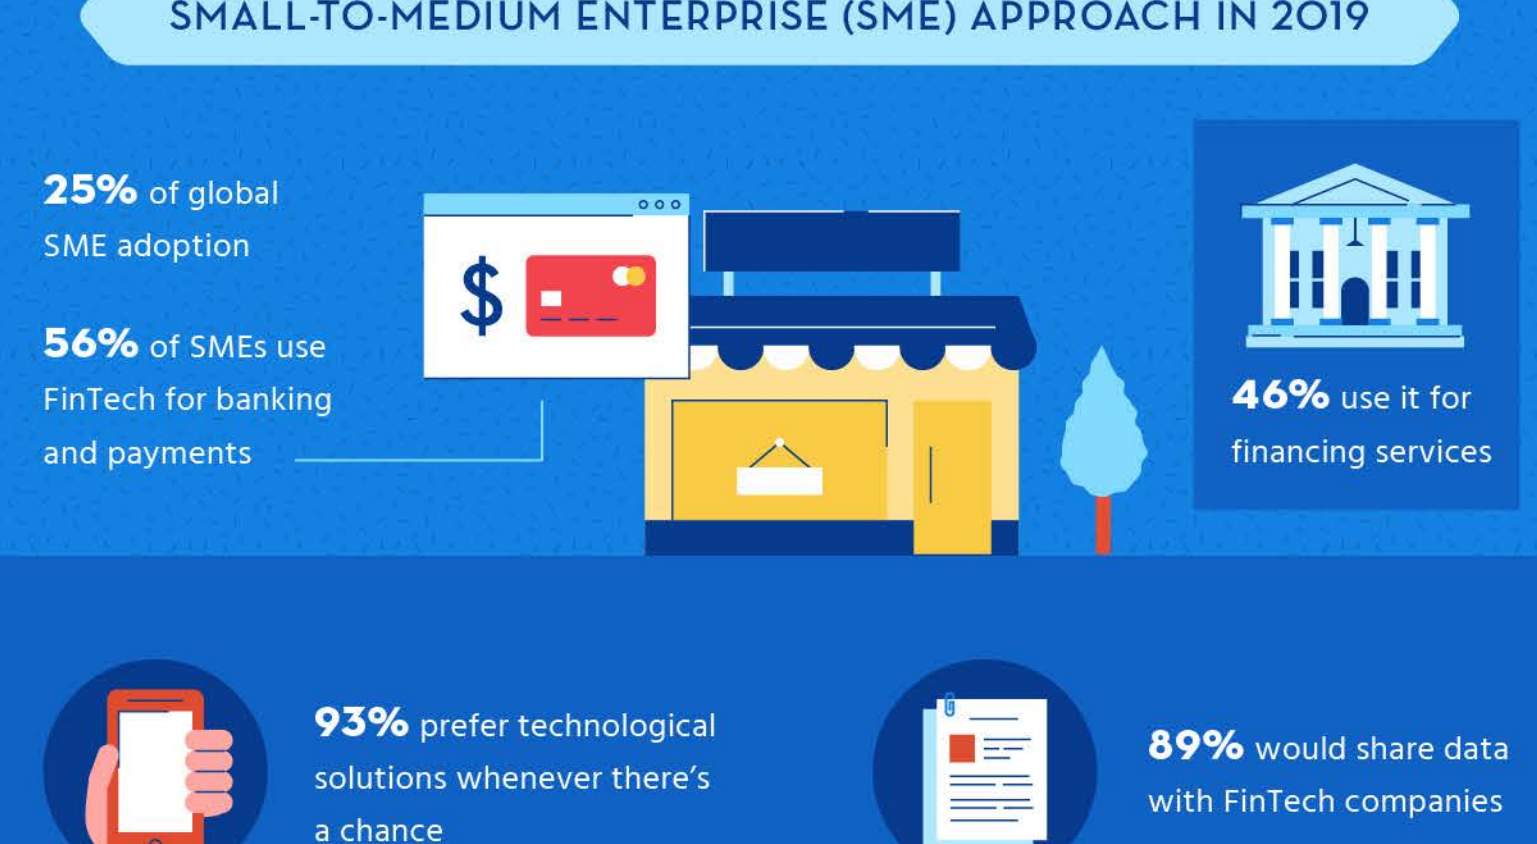 SMALL-TO-MEDIUM ENTERPRISE (SME) APPROACH IN 2019
25% of global
SME adoption
56% of SMEs use
FinTech for banking
and payments
$
46% use it for
financing services
93% prefer technological
solutions whenever there's
a chance
89% would share data
with FinTech companies